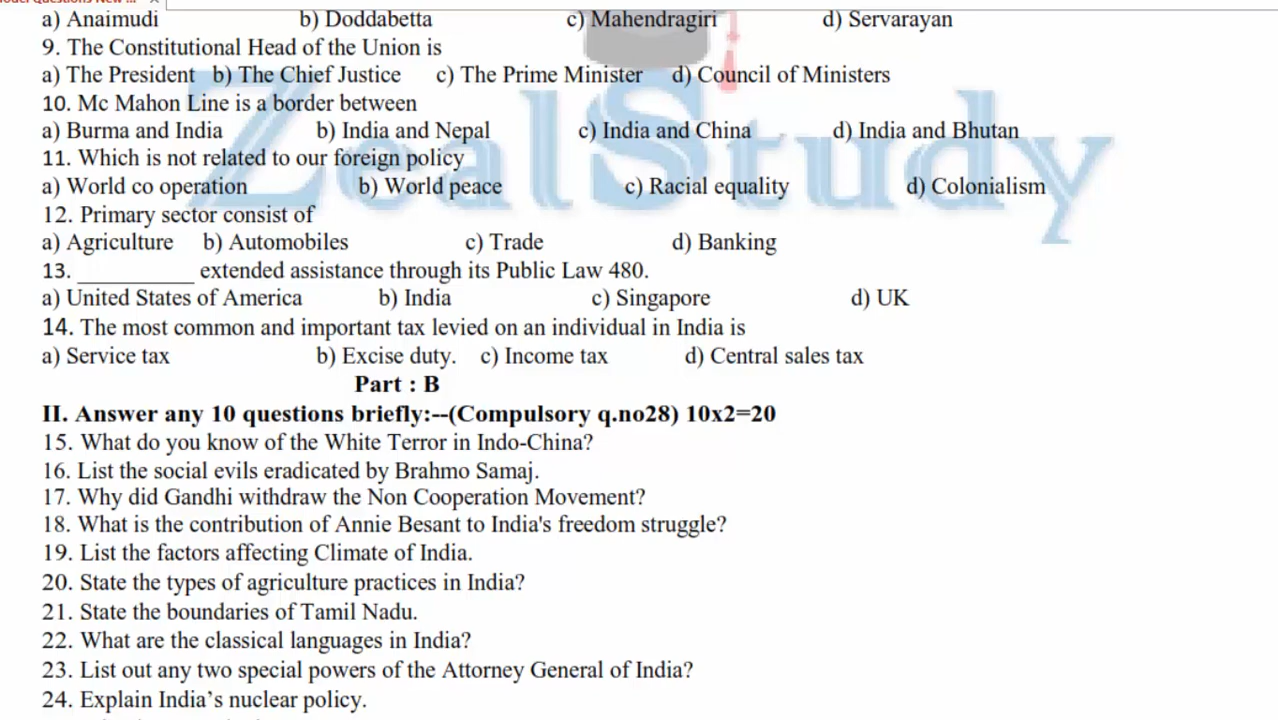 odel Questions New ...
a) Anaimudi b) Doddabetta c) Mahendragiri d) Servarayan
9. The Constitutional Head of the Union is
a) The President b) The Chief Justice c) The Prime Minister d) Council of Ministers
10. Mc Mahon Line is a border between
a) Burma and India b) India and Nepal c) India and China d) India and Bhutan
11. Which is not related to our foreign policy
a) World co operation b) World peace c) Racial equality d) Colonialism
12. Primary sector consist of
a) Agriculture b) Automobiles c) Trade d) Banking
13. ___________ extended assistance through its Public Law 480.
a) United States of America b) India c) Singapore d) UK
14. The most common and important tax levied on an individual in India is
a) Service tax b) Excise duty. c) Income tax d) Central sales tax
Part : B
II. Answer any 10 questions briefly:--(Compulsory q.no28) 10x2=20
15. What do you know of the White Terror in Indo-China?
16. List the social evils eradicated by Brahmo Samaj.
17. Why did Gandhi withdraw the Non Cooperation Movement?
18. What is the contribution of Annie Besant to India's freedom struggle?
19. List the factors affecting Climate of India.
20. State the types of agriculture practices in India?
21. State the boundaries of Tamil Nadu.
22. What are the classical languages in India?
23. List out any two special powers of the Attorney General of India?
24. Explain India’s nuclear policy.
ZealStudy